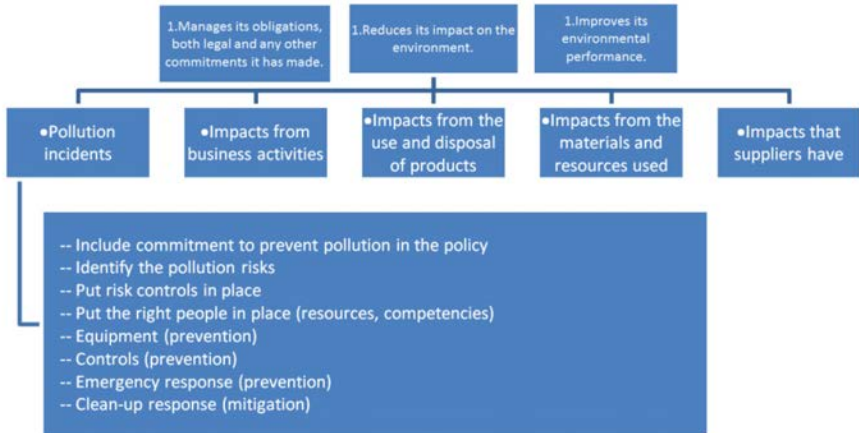 1.Manages its obligations,
both legal and any other
commitments it has made.
1.Reduces its impact on the
environment.
1.Improves its
environmental
performance.
•Pollution
incidents
•Impacts from
business activities
•Impacts from the
use and disposal
of products
•Impacts from the
materials and
resources used
•Impacts that
suppliers have
-- Include commitment to prevent pollution in the policy
-- Identify the pollution risks
-- Put risk controls in place
-- Put the right people in place (resources, competencies)
-- Equipment (prevention)
-- Controls (prevention)
-- Emergency response (prevention)
-- Clean-up response (mitigation)